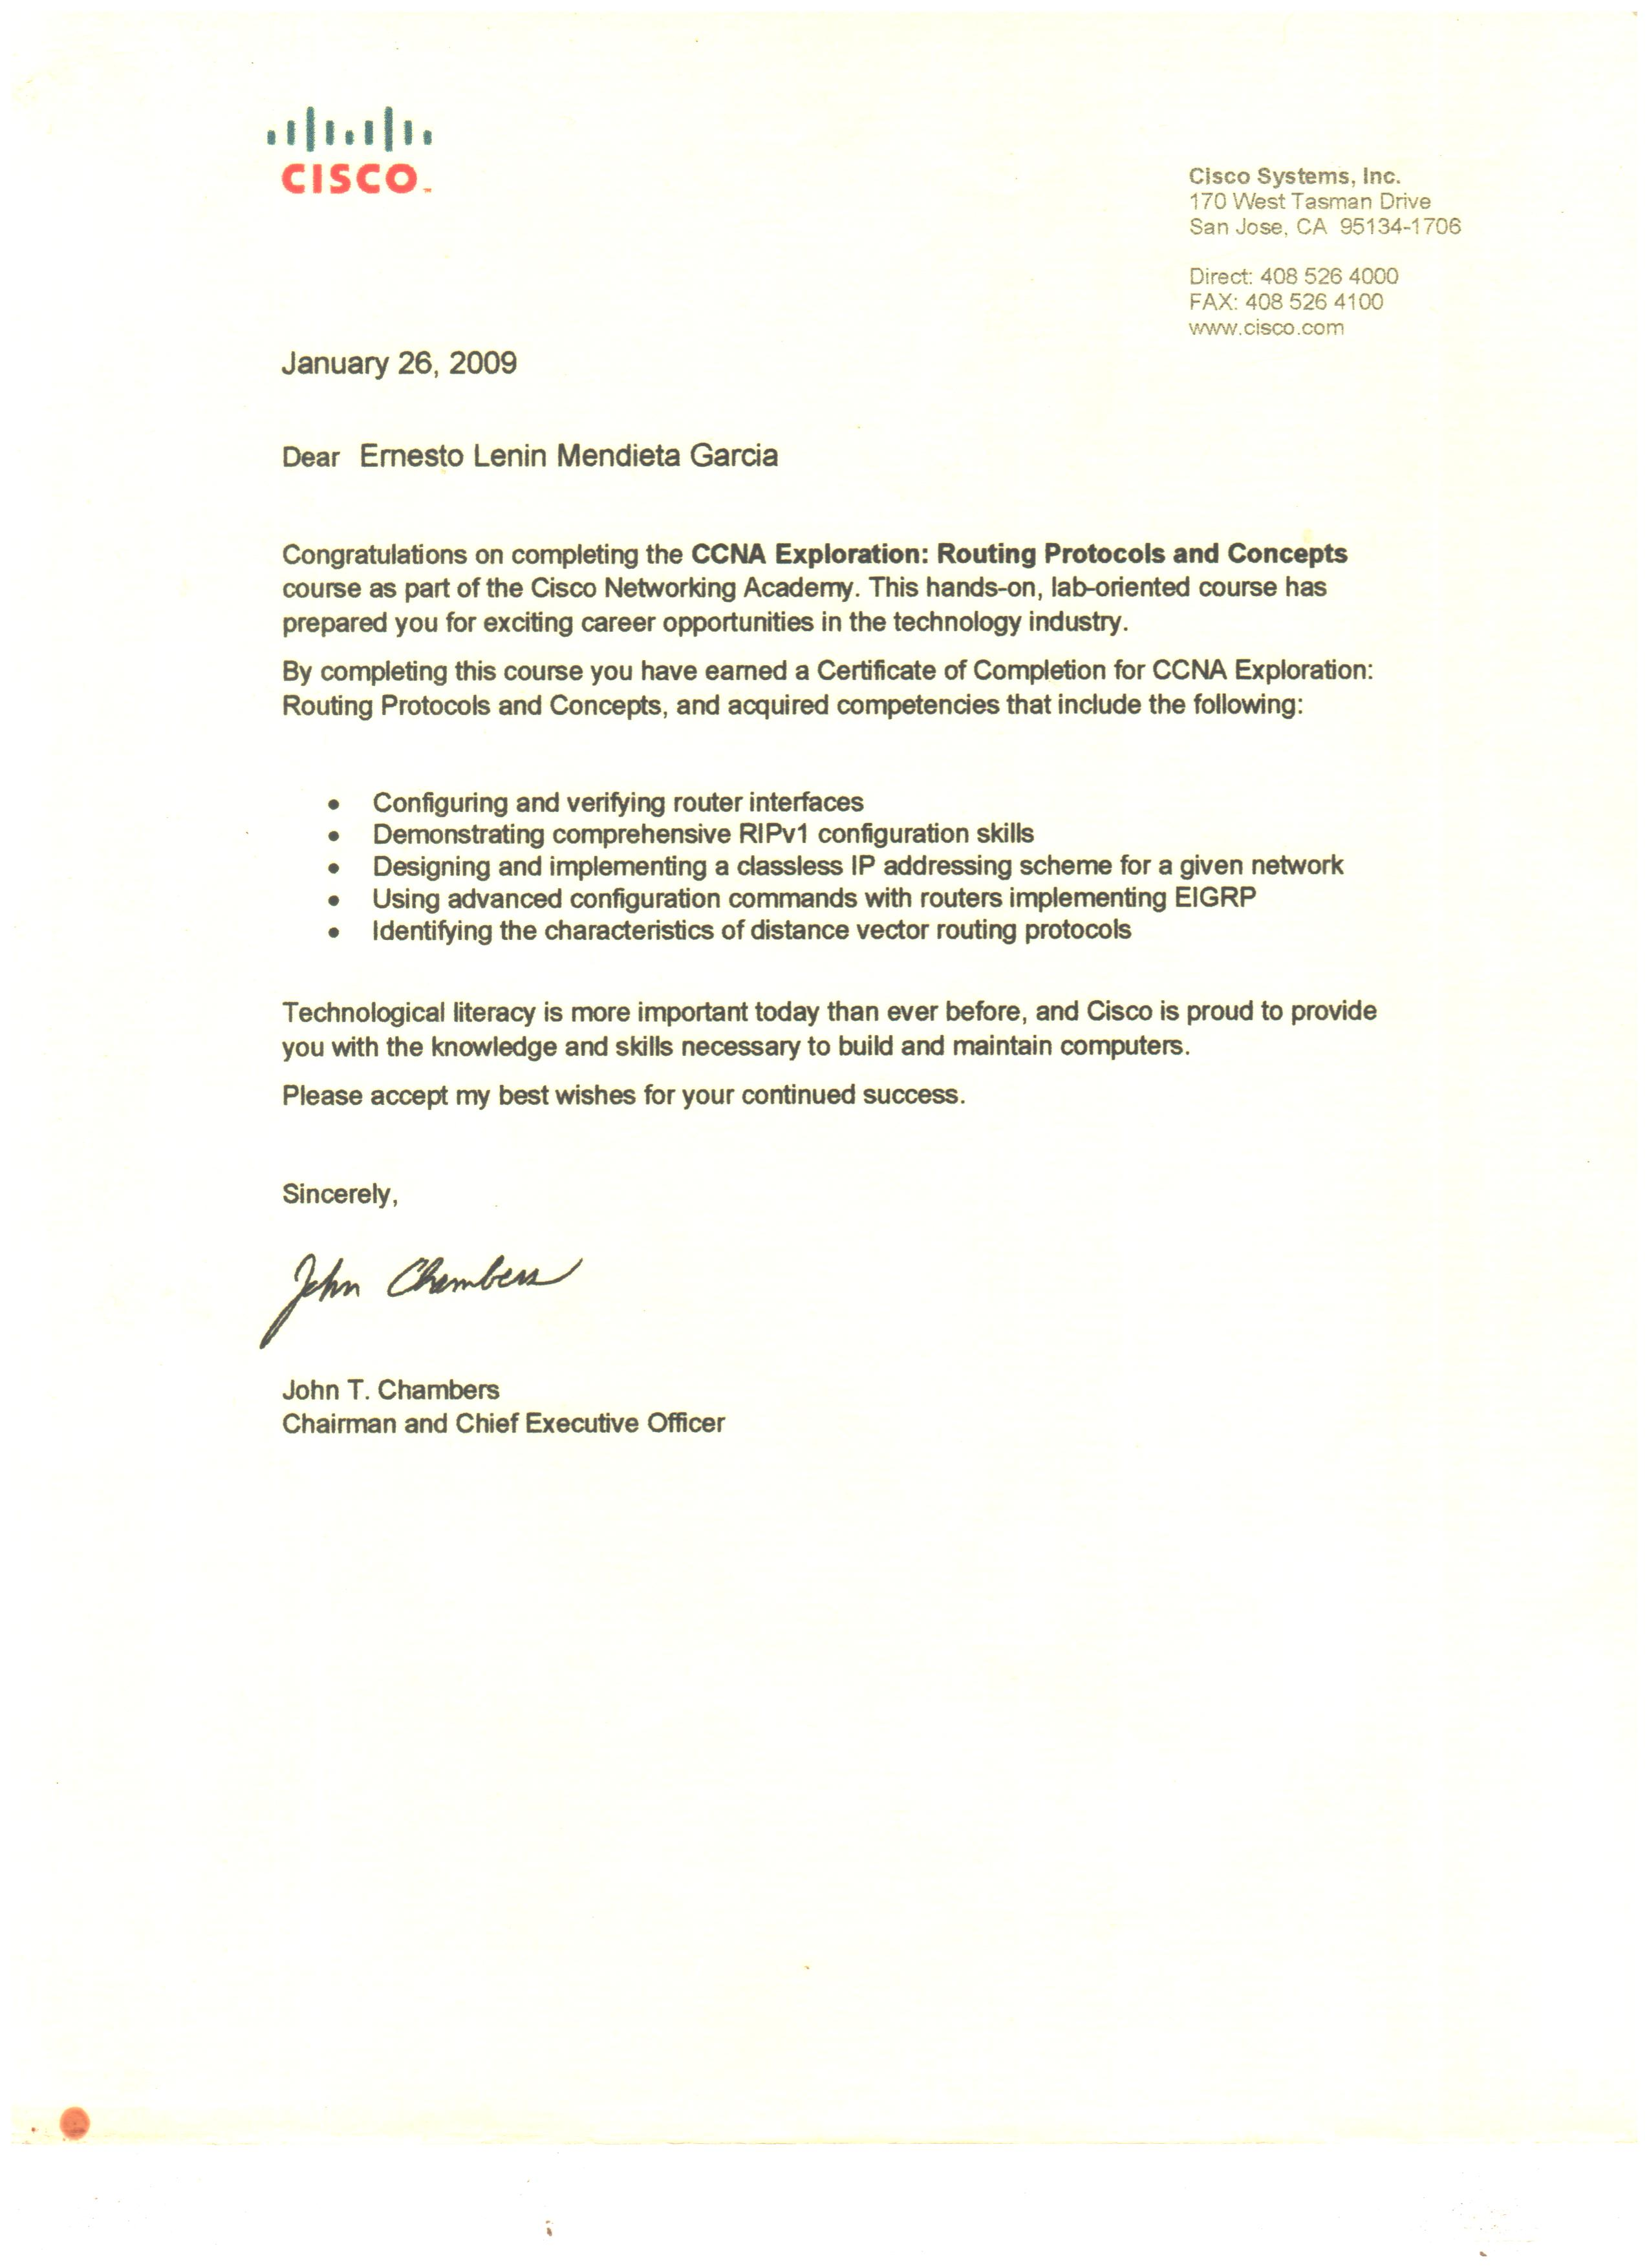 CISCO™
Cisco Systems, Inc.
170 West Tasman Drive
San Jose, CA 95134-1706
Direct: 408 526 4000
FAX: 408 526 4100
www.cisco.com
January 26, 2009
Dear Ernesto Lenin Mendieta Garcia
Congratulations on completing the CCNA Exploration: Routing Protocols and Concepts
course as part of the Cisco Networking Academy. This hands-on, lab-oriented course has
prepared you for exciting career opportunities in the technology industry.
By completing this course you have earned a Certificate of Completion for CCNA Exploration:
Routing Protocols and Concepts, and acquired competencies that include the following:
• Configuring and verifying router interfaces
• Demonstrating comprehensive RIPv1 configuration skills
• Designing and implementing a classless IP addressing scheme for a given network
• Using advanced configuration commands with routers implementing EIGRP
• Identifying the characteristics of distance vector routing protocols
Technological literacy is more important today than ever before, and Cisco is proud to provide
you with the knowledge and skills necessary to build and maintain computers.
Please accept my best wishes for your continued success.
Sincerely,
John Chambers
John T. Chambers
Chairman and Chief Executive Officer